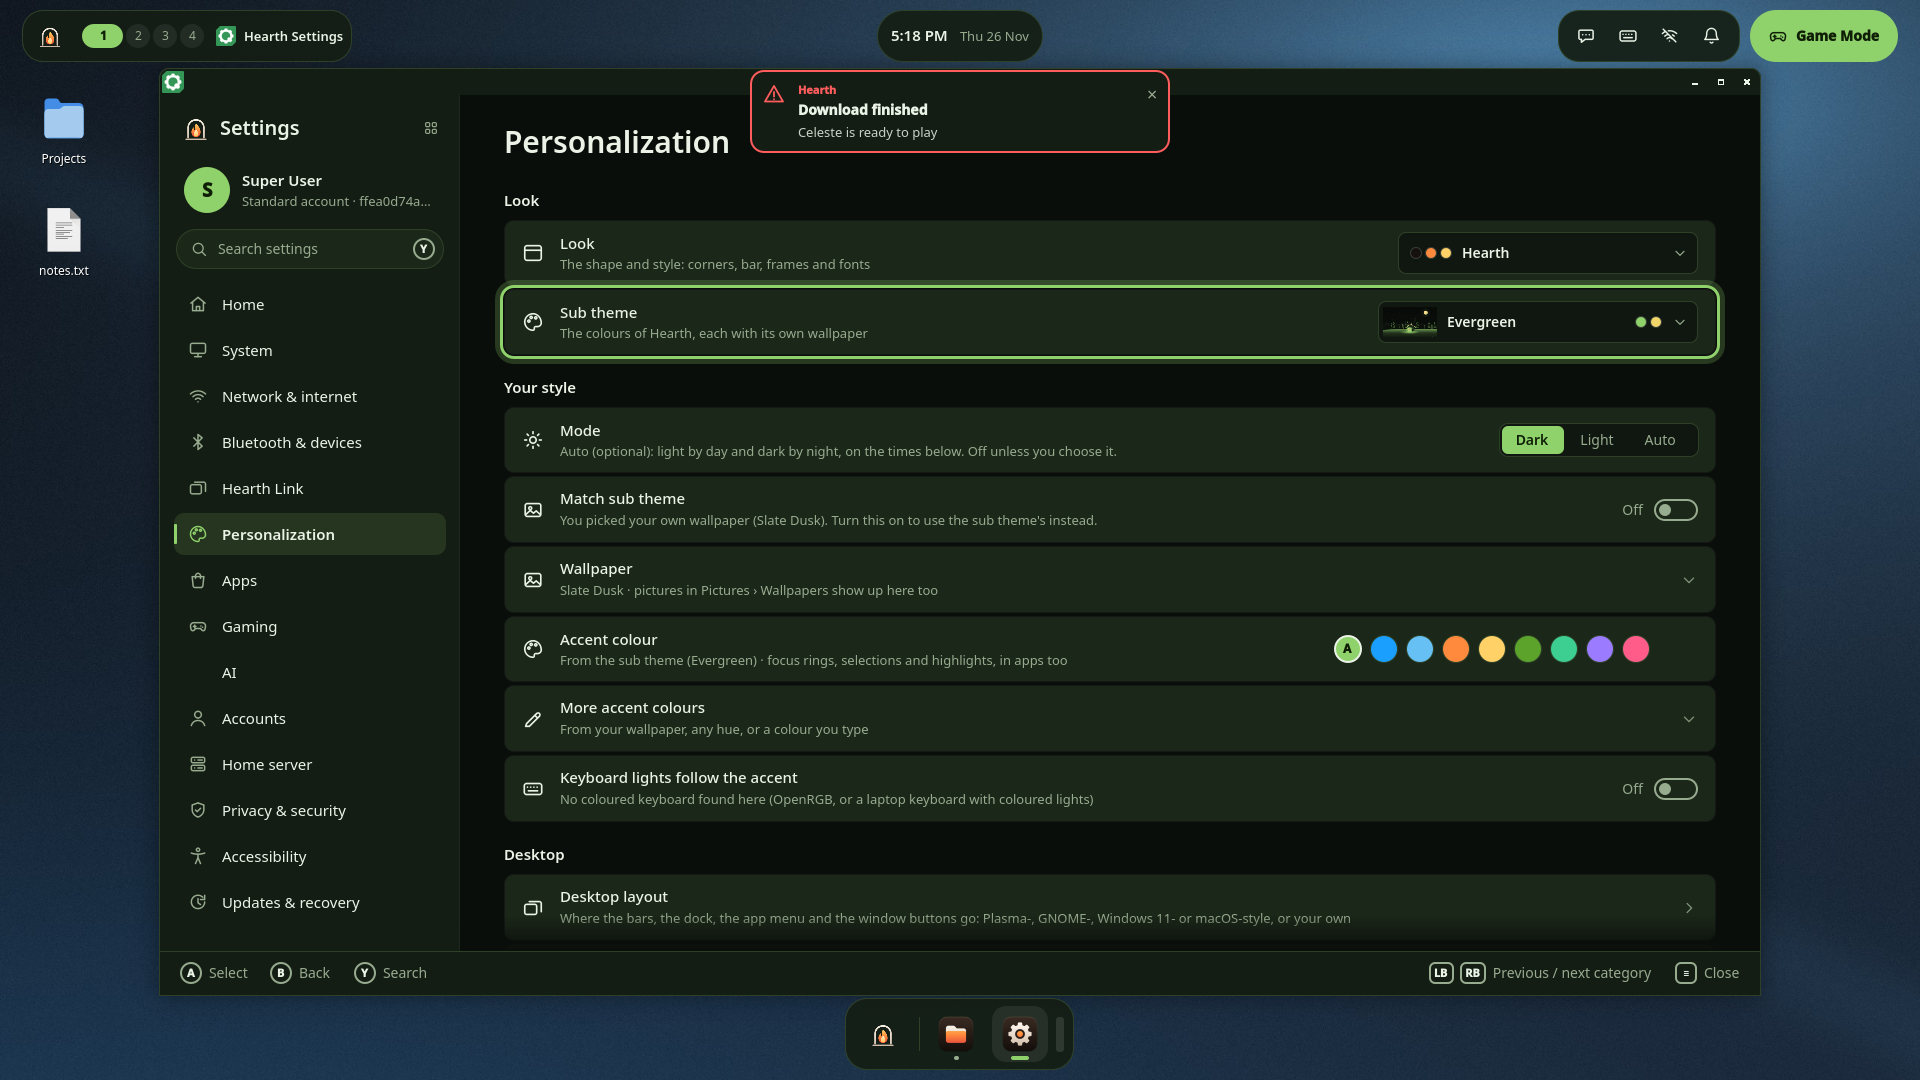 1 2 3 4 Hearth Settings
5:18 PM Thu 26 Nov
Game Mode
Projects
notes.txt
Hearth
Download finished
Celeste is ready to play
Settings
S
Super User
Standard account · ffea0d74a...
Search settings Y
Home
System
Network & internet
Bluetooth & devices
Hearth Link
Personalization
Apps
Gaming
AI
Accounts
Home server
Privacy & security
Accessibility
Updates & recovery
Personalization
Look
Look
The shape and style: corners, bar, frames and fonts
Hearth
Sub theme
The colours of Hearth, each with its own wallpaper
Evergreen
Your style
Mode
Auto (optional): light by day and dark by night, on the times below. Off unless you choose it.
Dark Light Auto
Match sub theme
You picked your own wallpaper (Slate Dusk). Turn this on to use the sub theme's instead.
Off
Wallpaper
Slate Dusk · pictures in Pictures › Wallpapers show up here too
Accent colour
From the sub theme (Evergreen) · focus rings, selections and highlights, in apps too
A
More accent colours
From your wallpaper, any hue, or a colour you type
Keyboard lights follow the accent
No coloured keyboard found here (OpenRGB, or a laptop keyboard with coloured lights)
Off
Desktop
Desktop layout
Where the bars, the dock, the app menu and the window buttons go: Plasma-, GNOME-, Windows 11- or macOS-style, or your own
A Select B Back Y Search
LB RB Previous / next category ≡ Close